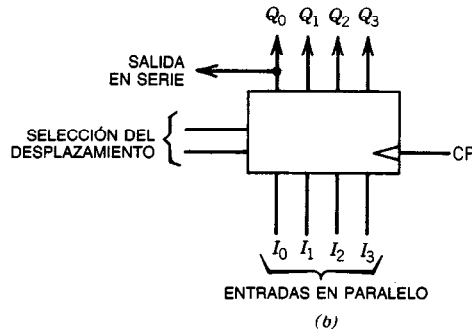 Q0 Q1 Q2 Q3
SALIDA
EN SERIE
SELECCIÓN DEL
DESPLAZAMIENTO
CP
I0 I1 I2 I3
ENTRADAS EN PARALELO
(b)